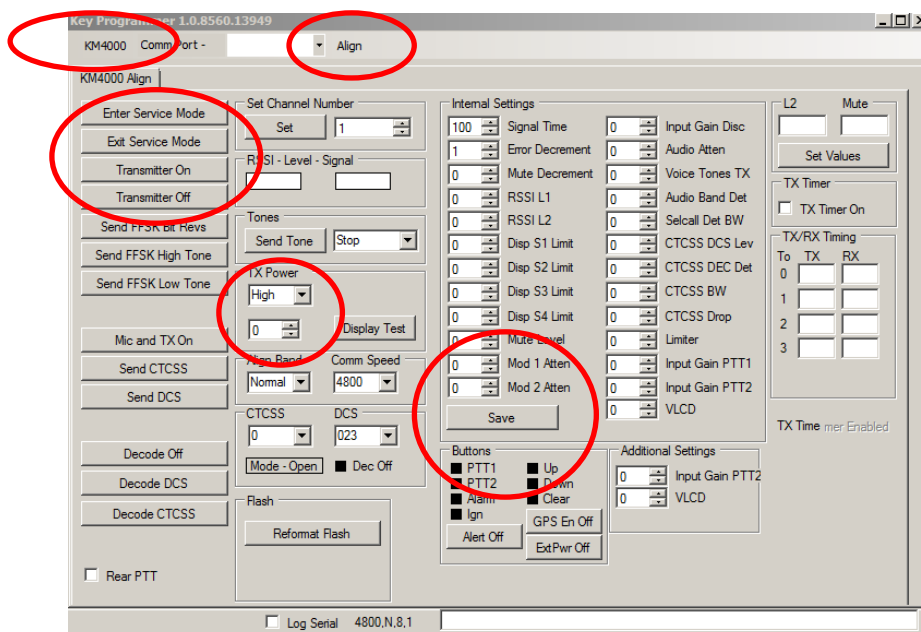 Key Programmer 1.0.8560.13949
KM4000 Comm Port - Align
KM4000 Align
Enter Service Mode
Exit Service Mode
Transmitter On
Transmitter Off
Send FFSK Bit Revs
Send FFSK High Tone
Send FFSK Low Tone
Mic and TX On
Send CTCSS
Send DCS
Decode Off
Decode DCS
Decode CTCSS
Rear PTT
Set Channel Number
Set 1
RSSI - Level - Signal
Tones
Send Tone Stop
TX Power
High
0 Display Test
Align Band Comm Speed
Normal 4800
CTCSS DCS
0 023
Mode - Open Dec Off
Flash
Reformat Flash
Internal Settings
100 Signal Time 0 Input Gain Disc
1 Error Decrement 0 Audio Atten
0 Mute Decrement 0 Voice Tones TX
0 RSSI L1 0 Audio Band Det
0 RSSI L2 0 Selcall Det BW
0 Disp S1 Limit 0 CTCSS DCS Lev
0 Disp S2 Limit 0 CTCSS DEC Det
0 Disp S3 Limit 0 CTCSS BW
0 Disp S4 Limit 0 CTCSS Drop
0 Mute Level 0 Limiter
0 Mod 1 Atten 0 Input Gain PTT1
0 Mod 2 Atten 0 Input Gain PTT2
Save 0 VLCD
Buttons
PTT1 Up
PTT2 Down
Alarm Clear
Ign
GPS En Off
Alert Off
ExtPwr Off
Additional Settings
0 Input Gain PTT2
0 VLCD
L2 Mute
Set Values
TX Timer
TX Timer On
TX/RX Timing
To TX RX
0
1
2
3
TX Time mer Enabled
Log Serial 4800,N,8,1